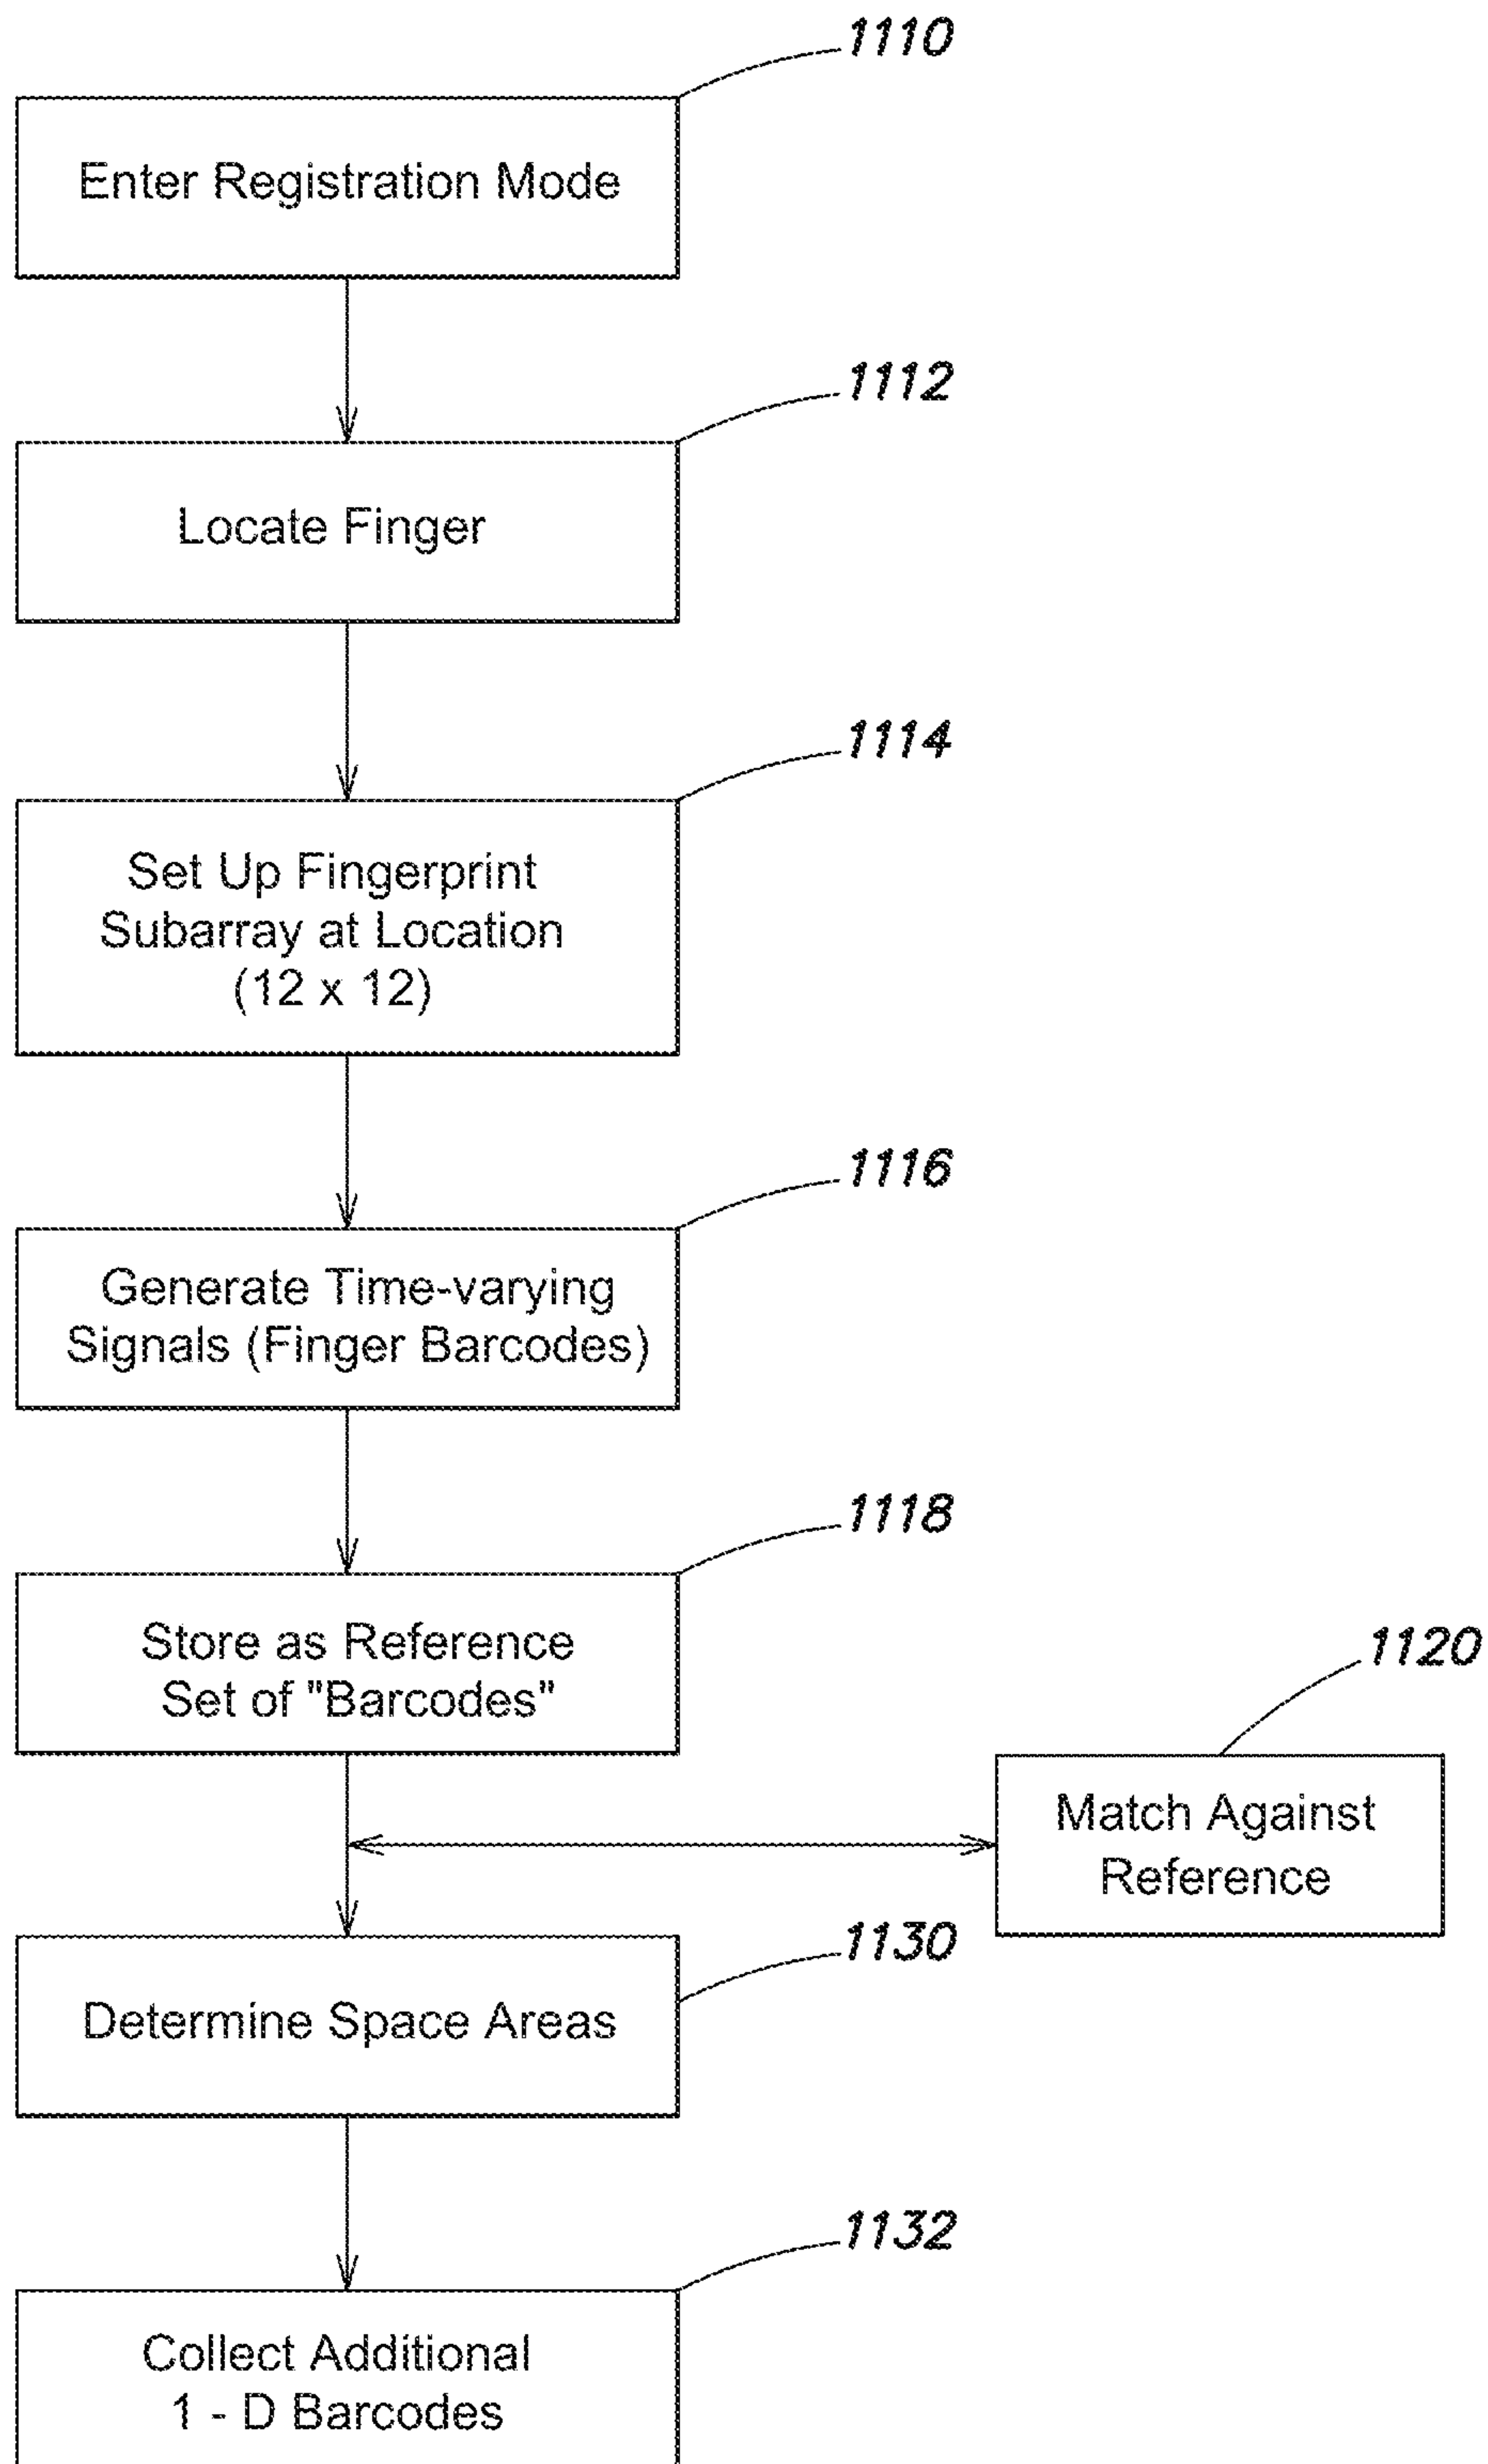 1110
Enter Registration Mode
1112
Locate Finger
1114
Set Up Fingerprint
Subarray at Location
(12 x 12)
1116
Generate Time-varying
Signals (Finger Barcodes)
1118
Store as Reference
Set of "Barcodes"
1120
Match Against
Reference
1130
Determine Space Areas
1132
Collect Additional
1 - D Barcodes